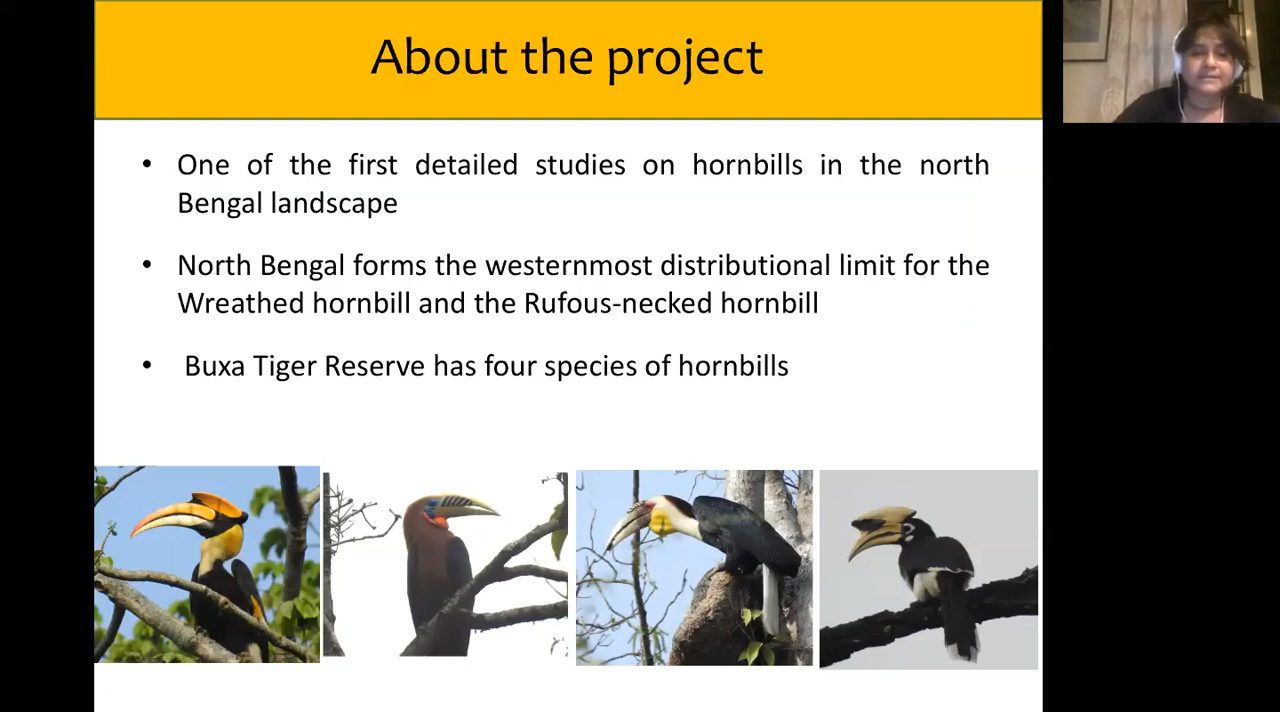 About the project
• One of the first detailed studies on hornbills in the north
Bengal landscape
• North Bengal forms the westernmost distributional limit for the
Wreathed hornbill and the Rufous-necked hornbill
• Buxa Tiger Reserve has four species of hornbills